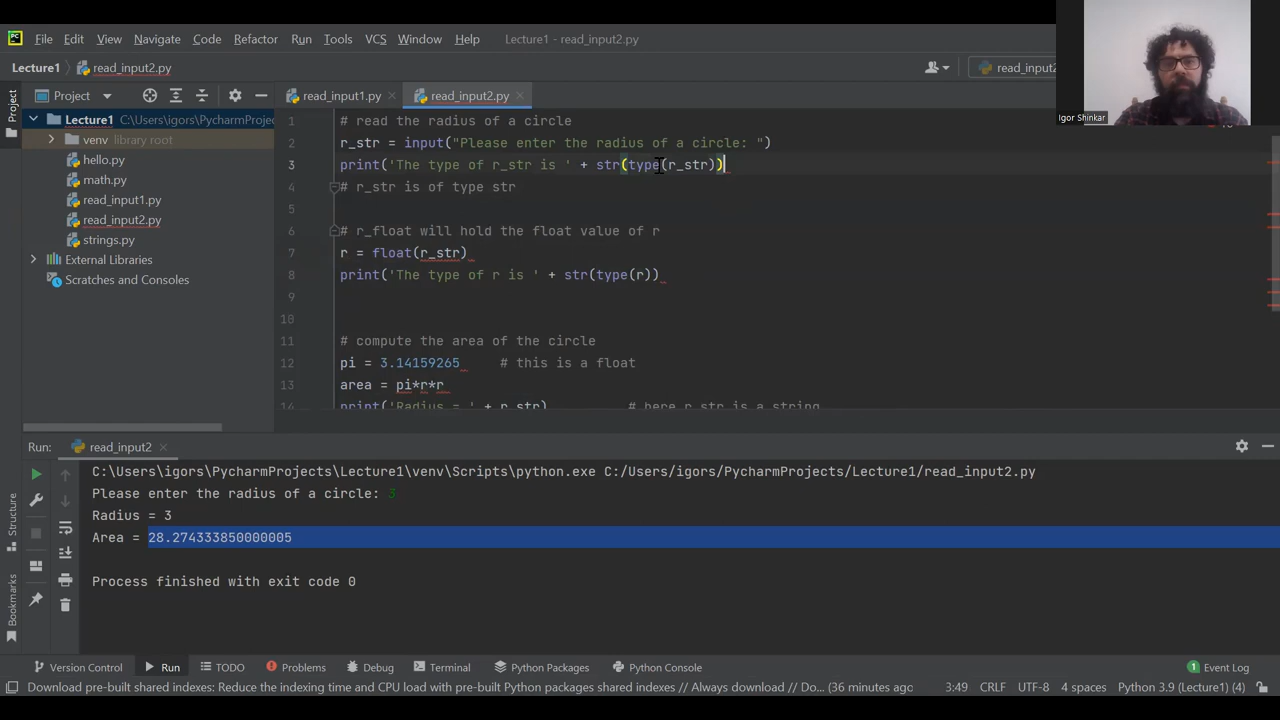 File Edit View Navigate Code Refactor Run Tools VCS Window Help Lecture1 - read_input2.py
Lecture1 read_input2.py
read_input2
Igor Shinkar
Project
Project
read_input1.py
read_input2.py
Lecture1 C:\Users\igors\PycharmProje
venv library root
hello.py
math.py
read_input1.py
read_input2.py
strings.py
External Libraries
Scratches and Consoles
1 # read the radius of a circle
2 r_str = input("Please enter the radius of a circle: ")
3 print('The type of r_str is ' + str(type(r_str))
4 # r_str is of type str
5
6 # r_float will hold the float value of r
7 r = float(r_str)
8 print('The type of r is ' + str(type(r))
9
10
11 # compute the area of the circle
12 pi = 3.14159265 # this is a float
13 area = pi*r*r
14 print('Radius = ' + r_str) # here r_str is a string
Run: read_input2
C:\Users\igors\PycharmProjects\Lecture1\venv\Scripts\python.exe C:/Users/igors/PycharmProjects/Lecture1/read_input2.py
Please enter the radius of a circle: 3
Radius = 3
Area = 28.274333850000005
Process finished with exit code 0
Structure
Bookmarks
Version Control Run TODO Problems Debug Terminal Python Packages Python Console 1 Event Log
Download pre-built shared indexes: Reduce the indexing time and CPU load with pre-built Python packages shared indexes // Always download // Do... (36 minutes ago 3:49 CRLF UTF-8 4 spaces Python 3.9 (Lecture1) (4)